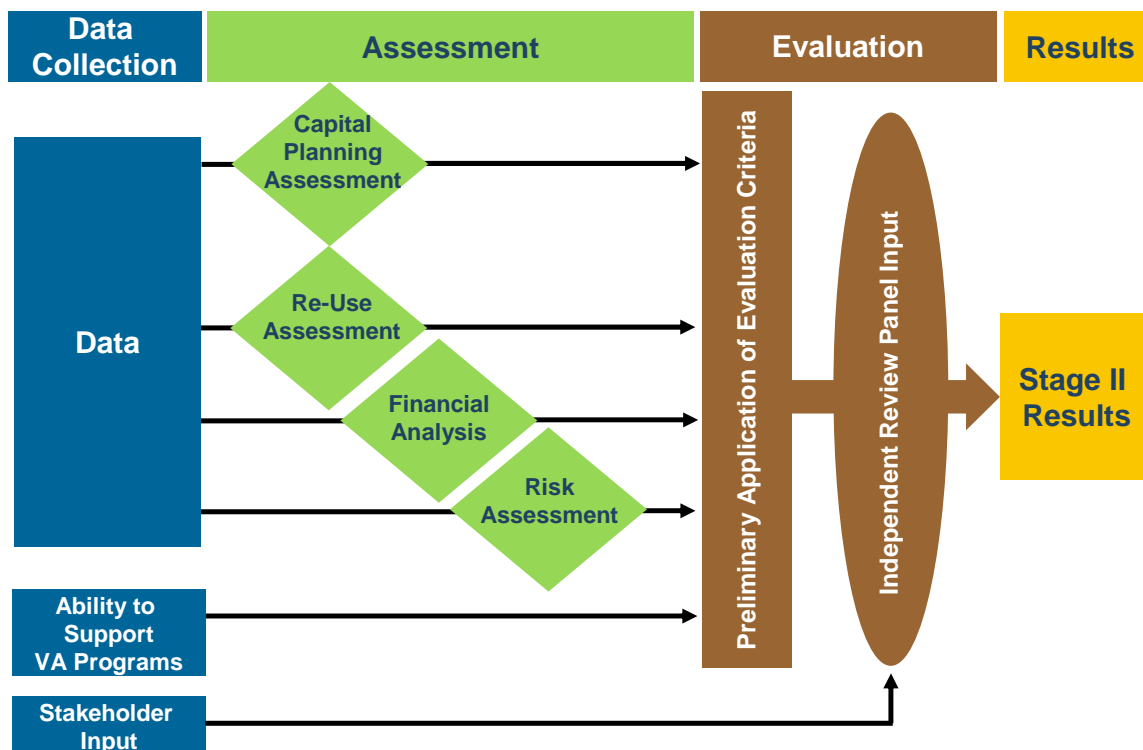 Data
Collection
Assessment
Evaluation
Results
Capital
Planning
Assessment
Data
Re-Use
Assessment
Financial
Analysis
Risk
Assessment
Ability to
Support
VA Programs
Stakeholder
Input
Preliminary Application of Evaluation Criteria
Independent Review Panel Input
Stage II
Results